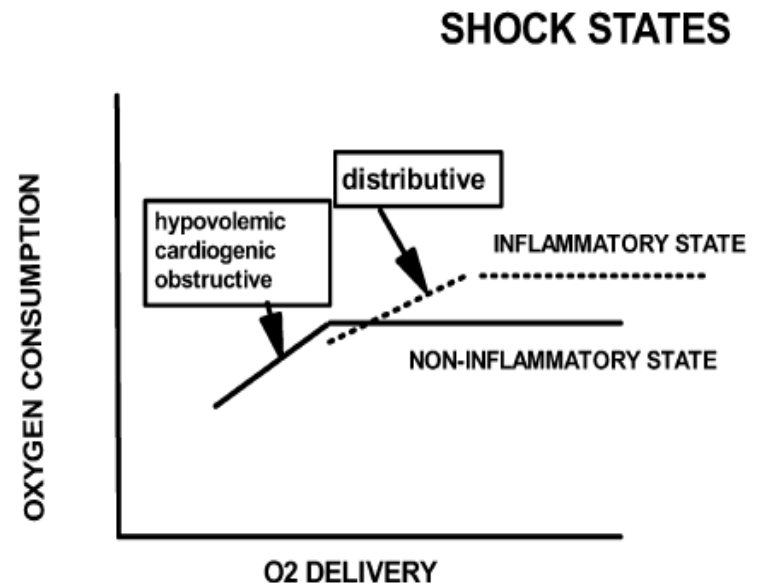 SHOCK STATES
distributive
hypovolemic
cardiogenic
obstructive
INFLAMMATORY STATE
NON-INFLAMMATORY STATE
OXYGEN CONSUMPTION
O2 DELIVERY